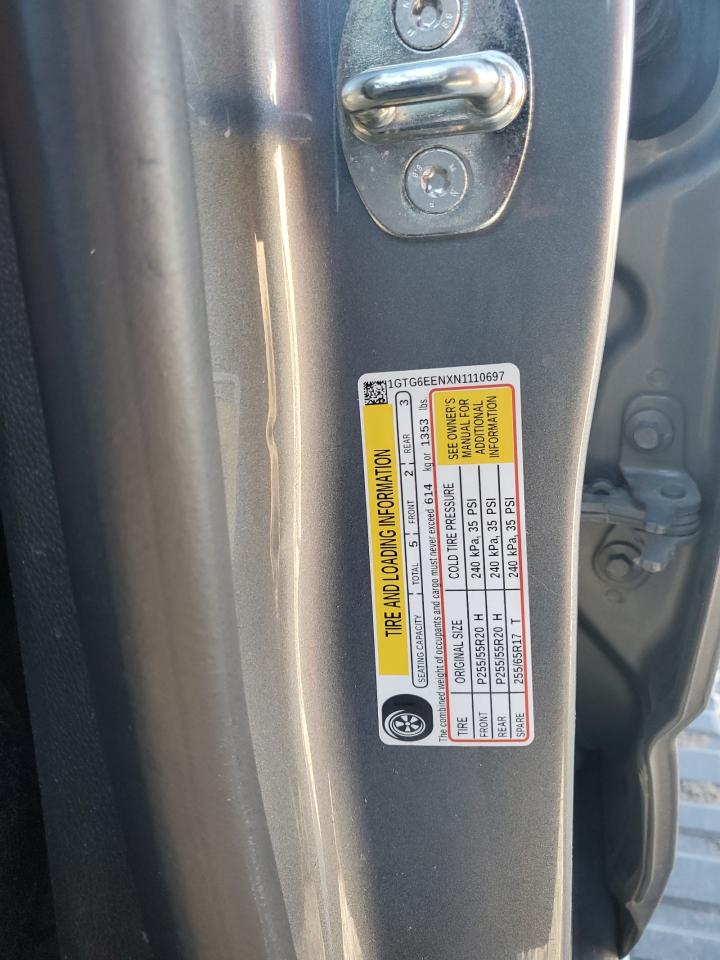 1GTG6EENXN1110697
TIRE AND LOADING INFORMATION
SEATING CAPACITY TOTAL 5 FRONT 2 REAR 3
The combined weight of occupants and cargo must never exceed 614 kg or 1353 lbs.
TIRE ORIGINAL SIZE COLD TIRE PRESSURE
FRONT P255/55R20 H 240 kPa, 35 PSI
REAR P255/55R20 H 240 kPa, 35 PSI
SPARE 255/65R17 T 240 kPa, 35 PSI
SEE OWNER'S
MANUAL FOR
ADDITIONAL
INFORMATION